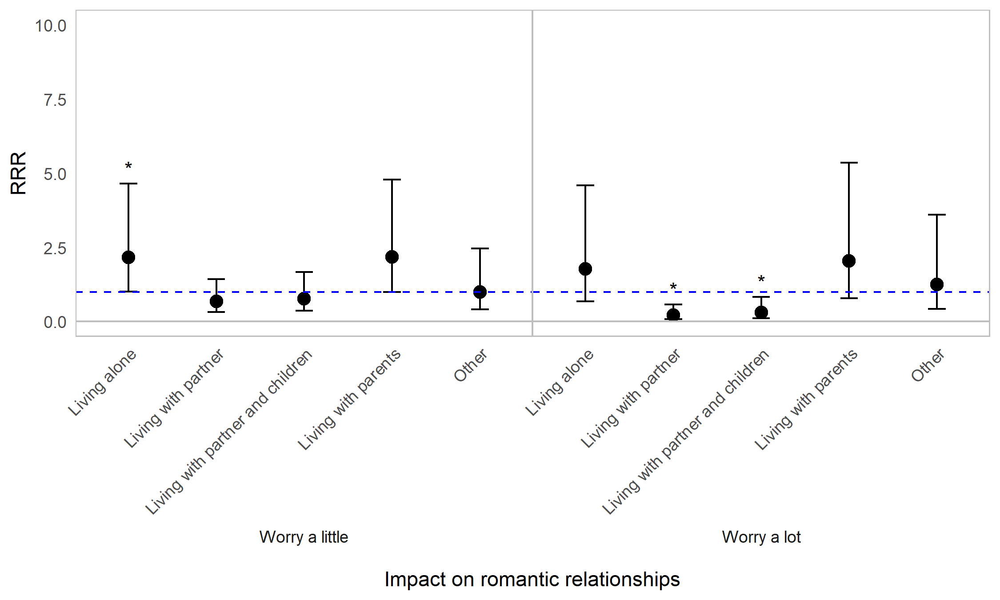 10.0
7.5
5.0
2.5
0.0
RRR
*
*
*
Living alone
Living with partner
Living with partner and children
Living with parents
Other
Living alone
Living with partner
Living with partner and children
Living with parents
Other
Worry a little
Worry a lot
Impact on romantic relationships